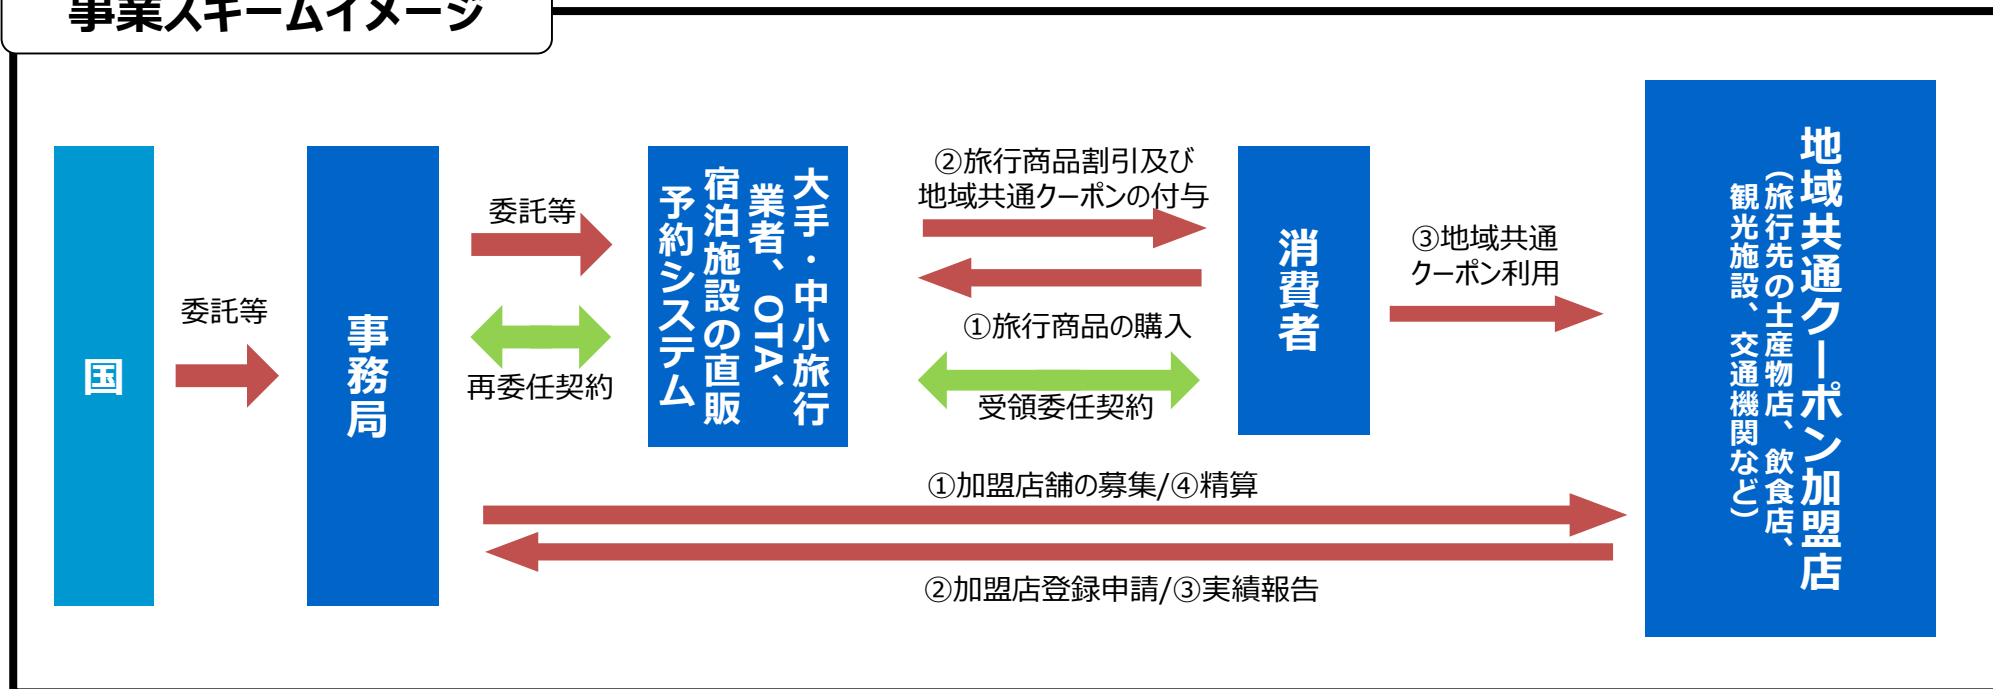 事業スキームイメージ
国
委託等
事務局
委託等
再委任契約
大手・中小旅行
業者、OTA、
宿泊施設の直販
予約システム
②旅行商品割引及び
地域共通クーポンの付与
①旅行商品の購入
受領委任契約
消費者
③地域共通
クーポン利用
地域共通クーポン加盟店
(旅行先の土産物店、飲食店、
観光施設、交通機関など)
①加盟店舗の募集/④精算
②加盟店登録申請/③実績報告